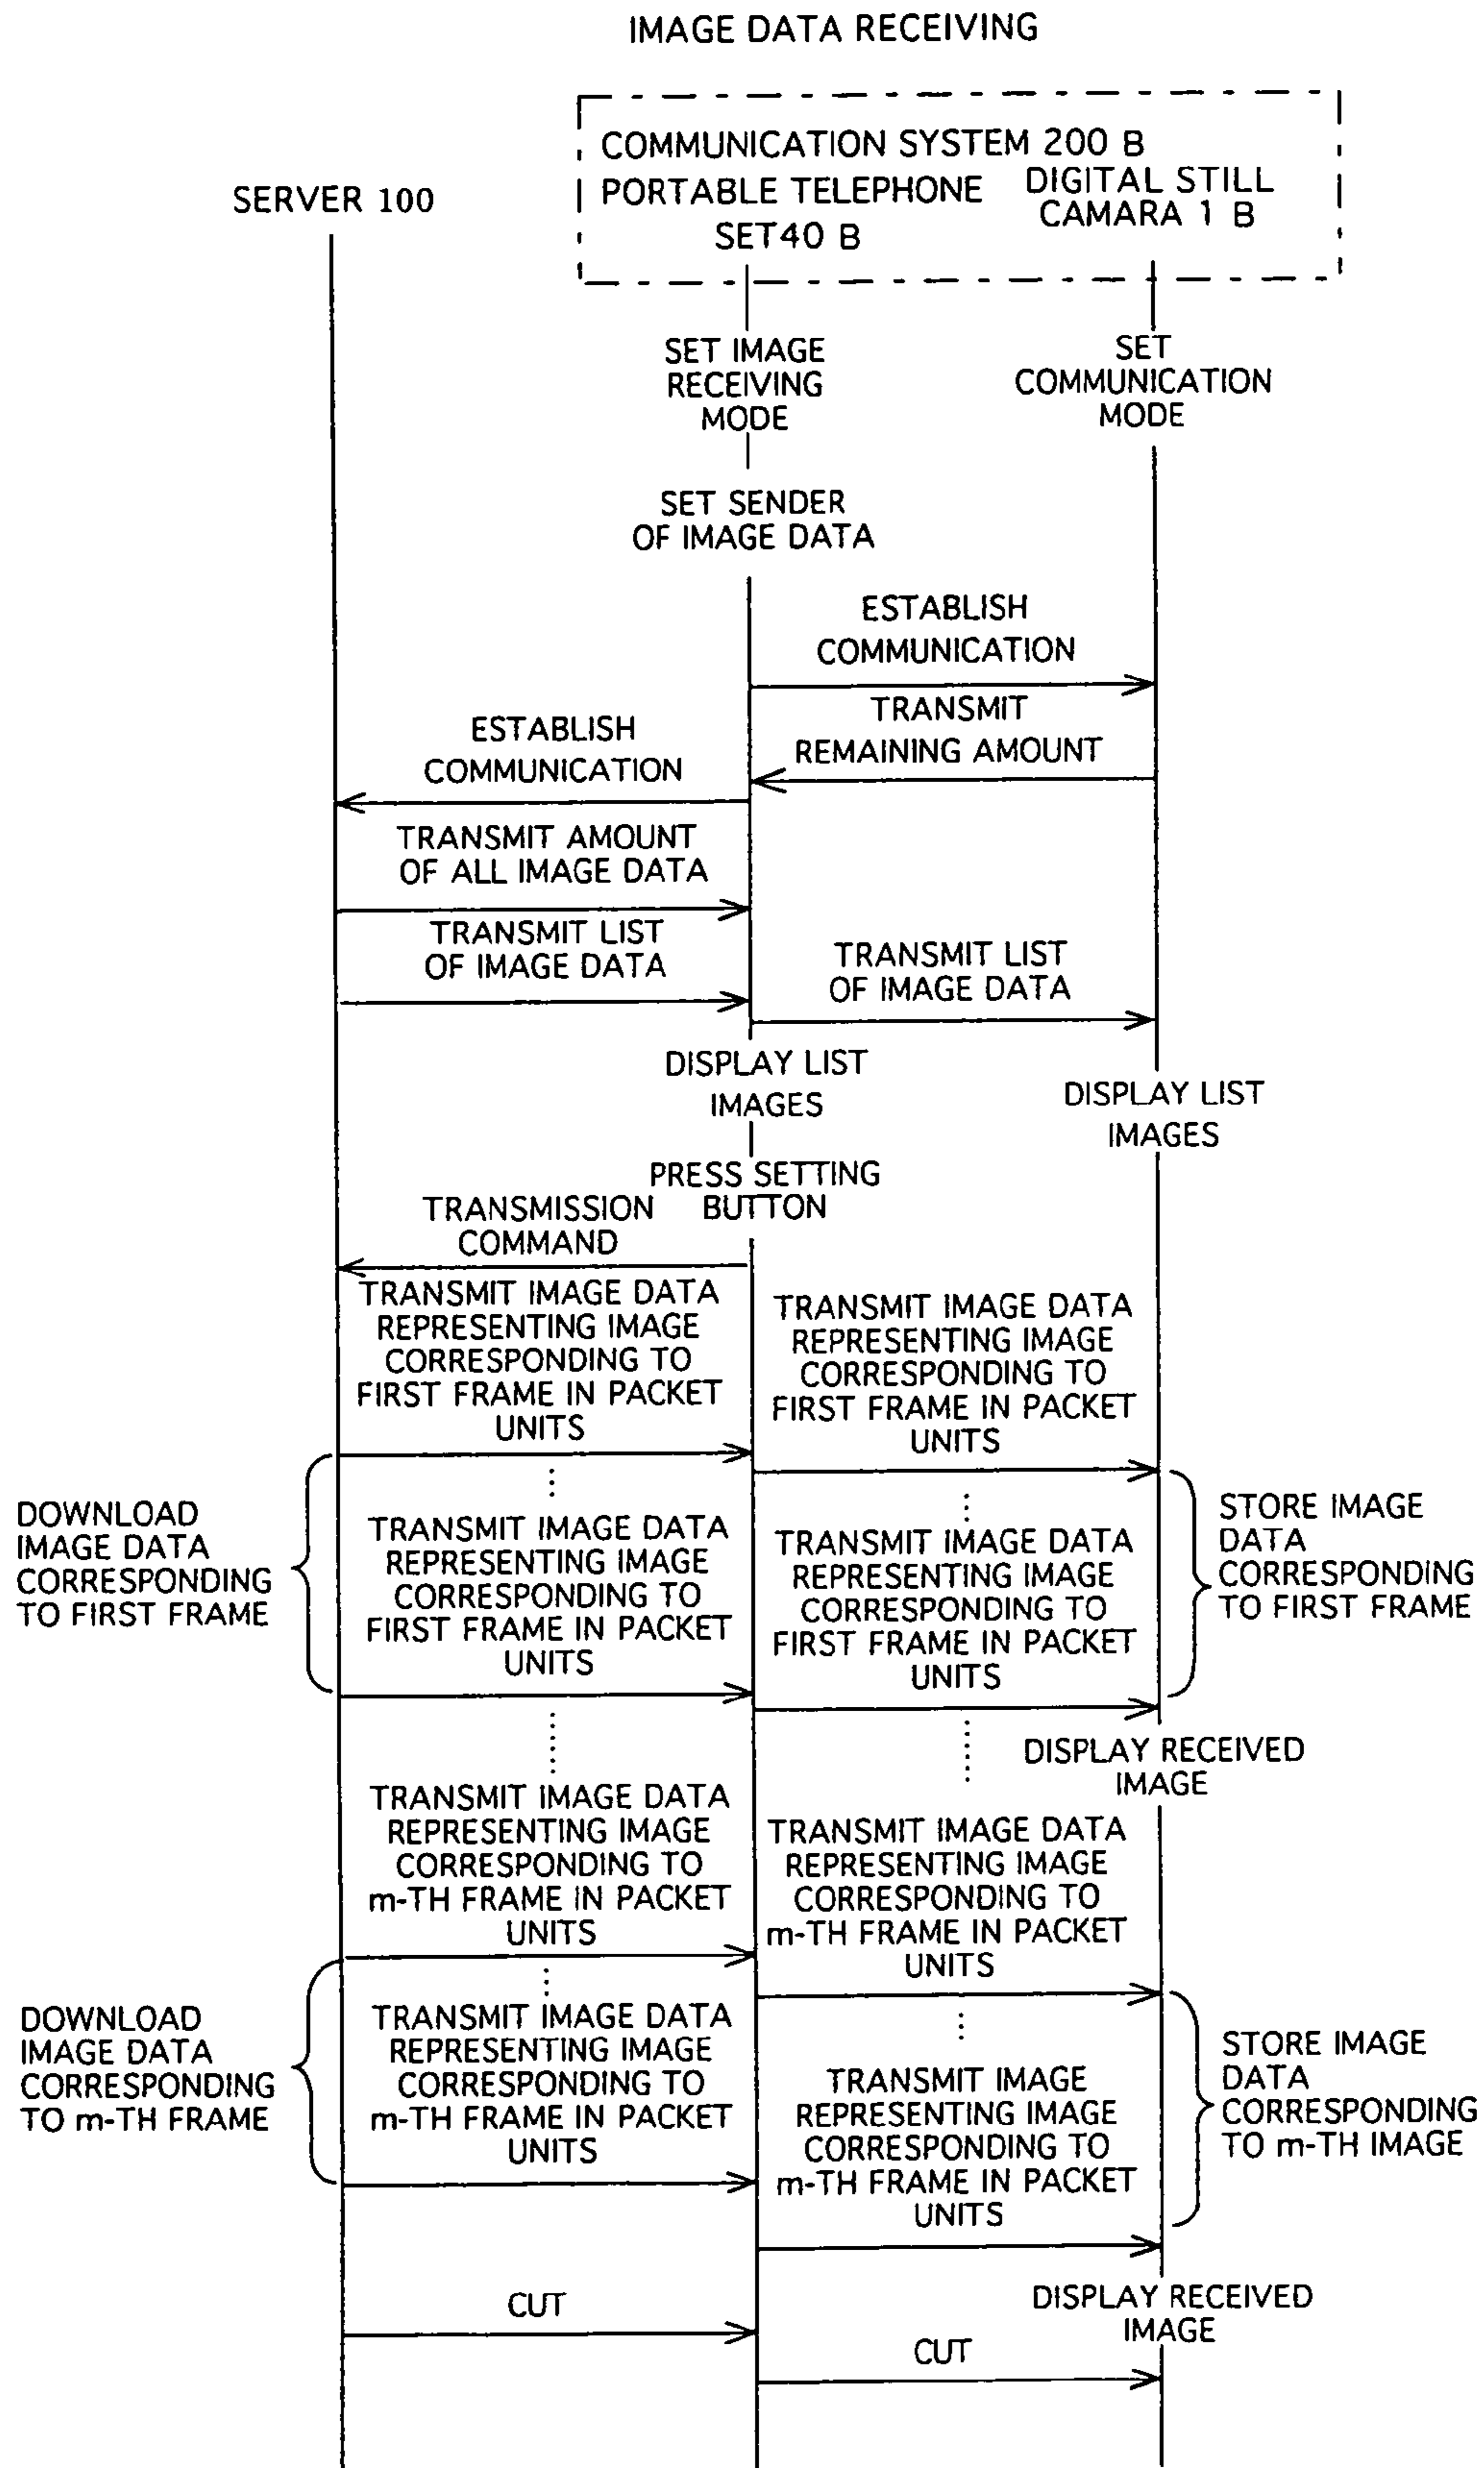 IMAGE DATA RECEIVING
COMMUNICATION SYSTEM 200 B
SERVER 100
PORTABLE TELEPHONE
SET40 B
DIGITAL STILL
CAMARA 1 B
SET IMAGE
RECEIVING
MODE
SET
COMMUNICATION
MODE
SET SENDER
OF IMAGE DATA
ESTABLISH
COMMUNICATION
TRANSMIT
REMAINING AMOUNT
ESTABLISH
COMMUNICATION
TRANSMIT AMOUNT
OF ALL IMAGE DATA
TRANSMIT LIST
OF IMAGE DATA
TRANSMIT LIST
OF IMAGE DATA
DISPLAY LIST
IMAGES
DISPLAY LIST
IMAGES
PRESS SETTING
BUTTON
TRANSMISSION
COMMAND
TRANSMIT IMAGE DATA
REPRESENTING IMAGE
CORRESPONDING TO
FIRST FRAME IN PACKET
UNITS
TRANSMIT IMAGE DATA
REPRESENTING IMAGE
CORRESPONDING TO
FIRST FRAME IN PACKET
UNITS
DOWNLOAD
IMAGE DATA
CORRESPONDING
TO FIRST FRAME
TRANSMIT IMAGE DATA
REPRESENTING IMAGE
CORRESPONDING TO
FIRST FRAME IN PACKET
UNITS
TRANSMIT IMAGE DATA
REPRESENTING IMAGE
CORRESPONDING TO
FIRST FRAME IN PACKET
UNITS
STORE IMAGE
DATA
CORRESPONDING
TO FIRST FRAME
DISPLAY RECEIVED
IMAGE
TRANSMIT IMAGE DATA
REPRESENTING IMAGE
CORRESPONDING TO
m-TH FRAME IN PACKET
UNITS
TRANSMIT IMAGE DATA
REPRESENTING IMAGE
CORRESPONDING TO
m-TH FRAME IN PACKET
UNITS
DOWNLOAD
IMAGE DATA
CORRESPONDING
TO m-TH FRAME
TRANSMIT IMAGE DATA
REPRESENTING IMAGE
CORRESPONDING TO
m-TH FRAME IN PACKET
UNITS
TRANSMIT IMAGE
REPRESENTING IMAGE
CORRESPONDING TO
m-TH FRAME IN PACKET
UNITS
STORE IMAGE
DATA
CORRESPONDING
TO m-TH IMAGE
CUT
DISPLAY RECEIVED
IMAGE
CUT